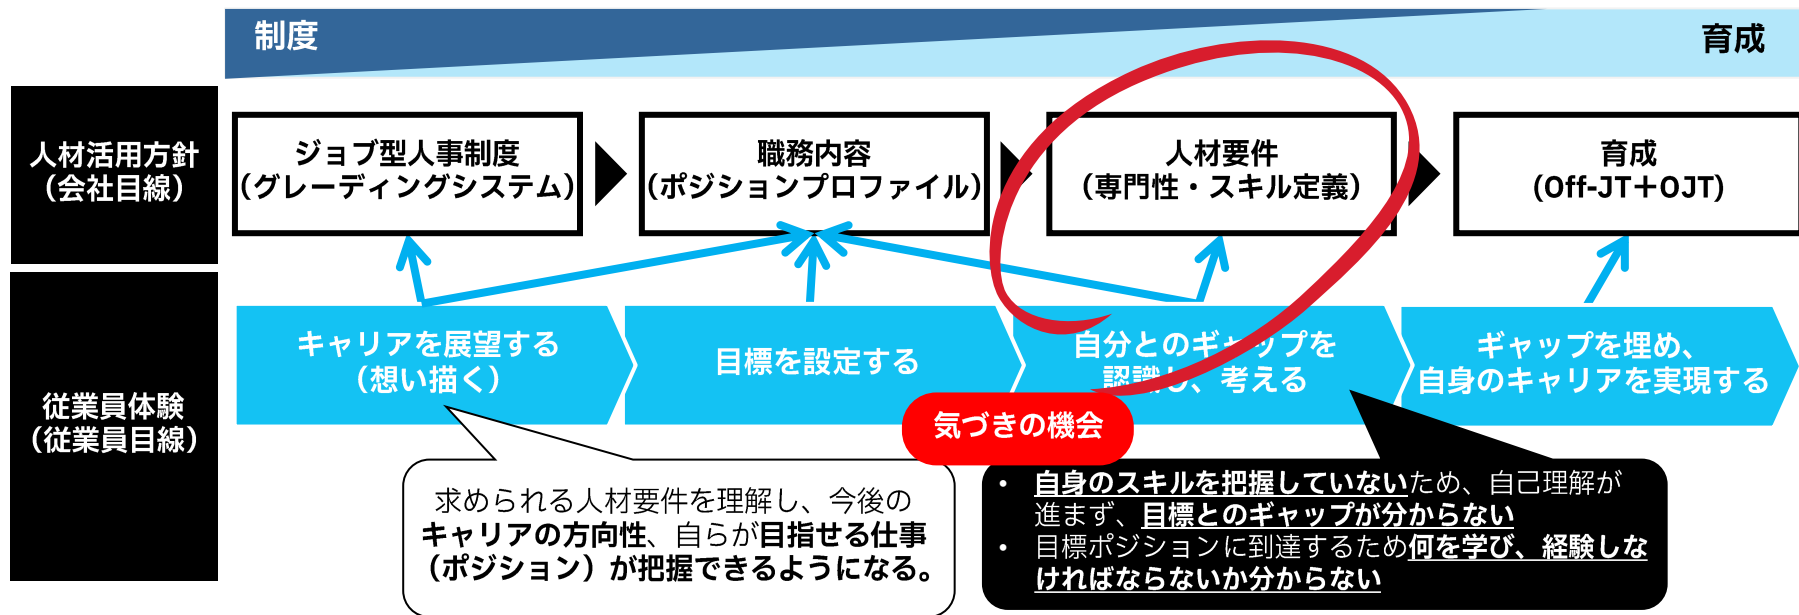 制度
育成
人材活用方針
（会社目線）
ジョブ型人事制度
（グレーディングシステム）
職務内容
（ポジションプロファイル）
人材要件
（専門性・スキル定義）
育成
(Off-JT＋OJT)
従業員体験
（従業員目線）
キャリアを展望する
（想い描く）
目標を設定する
自分とのギャップを
認識し、考える
ギャップを埋め、
自身のキャリアを実現する
気づきの機会
求められる人材要件を理解し、今後の
キャリアの方向性、自らが目指せる仕事
（ポジション）が把握できるようになる。
• 自身のスキルを把握していないため、自己理解が
進まず、目標とのギャップが分からない
• 目標ポジションに到達するため何を学び、経験しな
ければならないか分からない